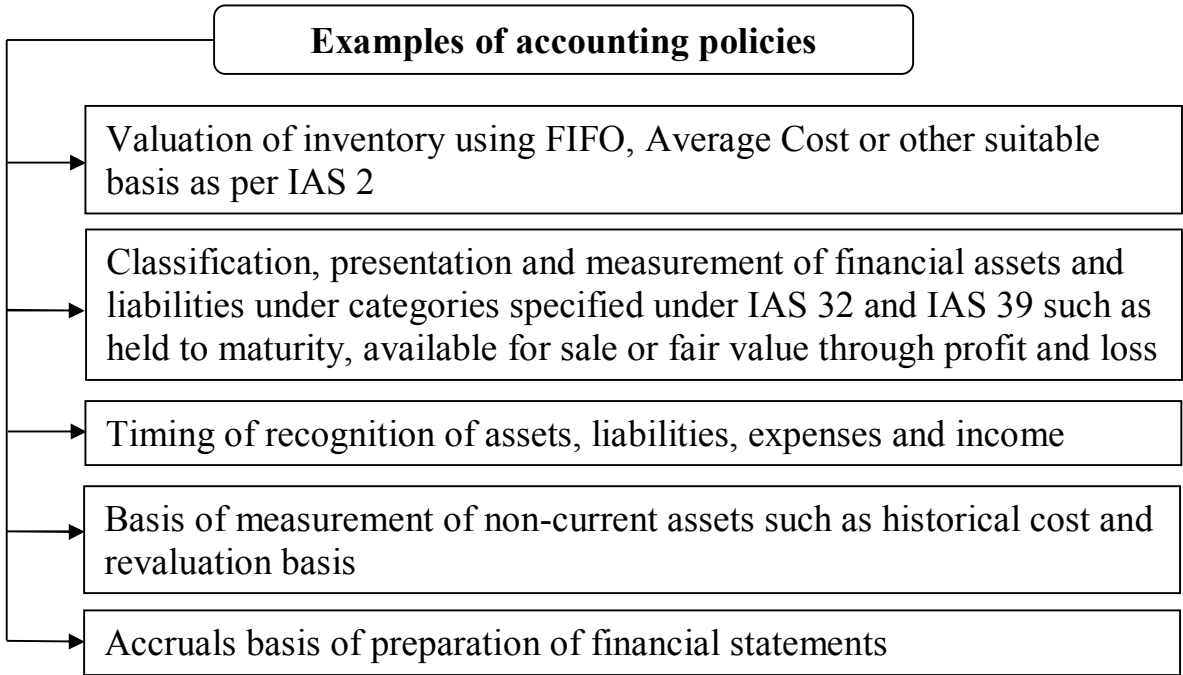 Examples of accounting policies
Valuation of inventory using FIFO, Average Cost or other suitable
basis as per IAS 2
Classification, presentation and measurement of financial assets and
liabilities under categories specified under IAS 32 and IAS 39 such as
held to maturity, available for sale or fair value through profit and loss
Timing of recognition of assets, liabilities, expenses and income
Basis of measurement of non-current assets such as historical cost and
revaluation basis
Accruals basis of preparation of financial statements